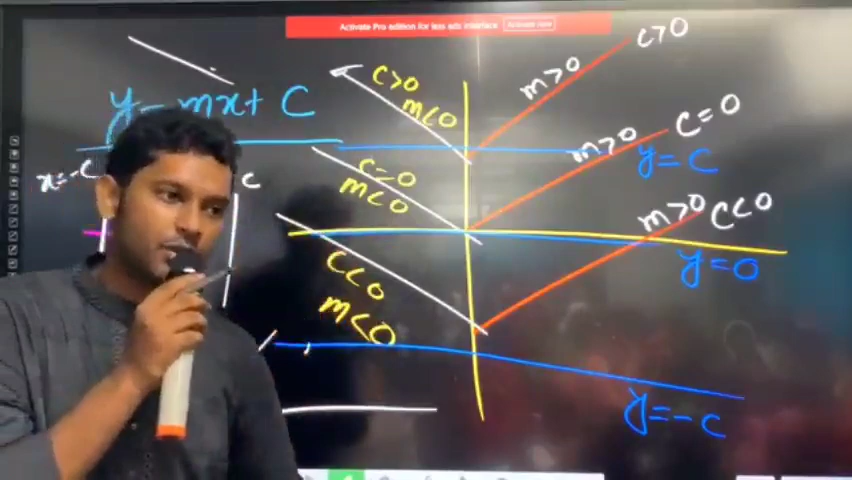 Activate Pro edition for less ads interface Activate now
y = mx + C
x=-C
C
C>0
m<0
m>0
C>0
C=0
m<0
m>0
C=0
y=C
C<0
m<0
m>0 C<0
y=0
y=-C